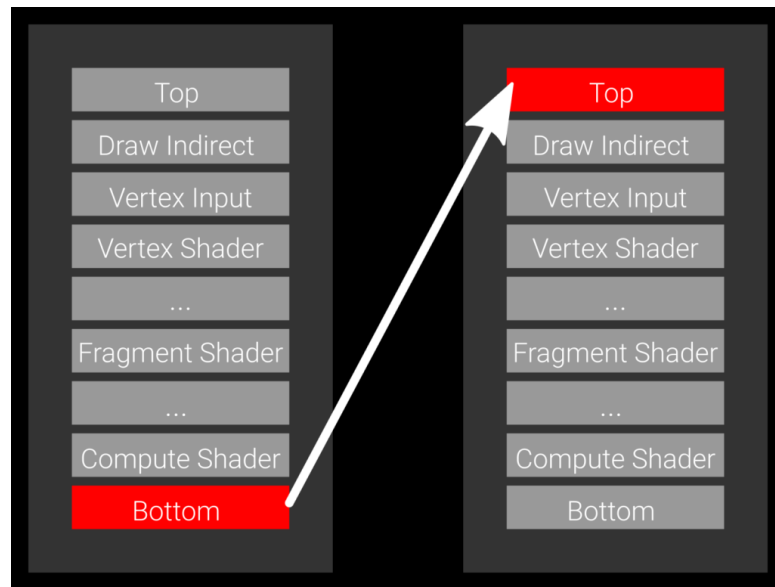 Top
Draw Indirect
Vertex Input
Vertex Shader
...
Fragment Shader
...
Compute Shader
Bottom
Top
Draw Indirect
Vertex Input
Vertex Shader
...
Fragment Shader
...
Compute Shader
Bottom